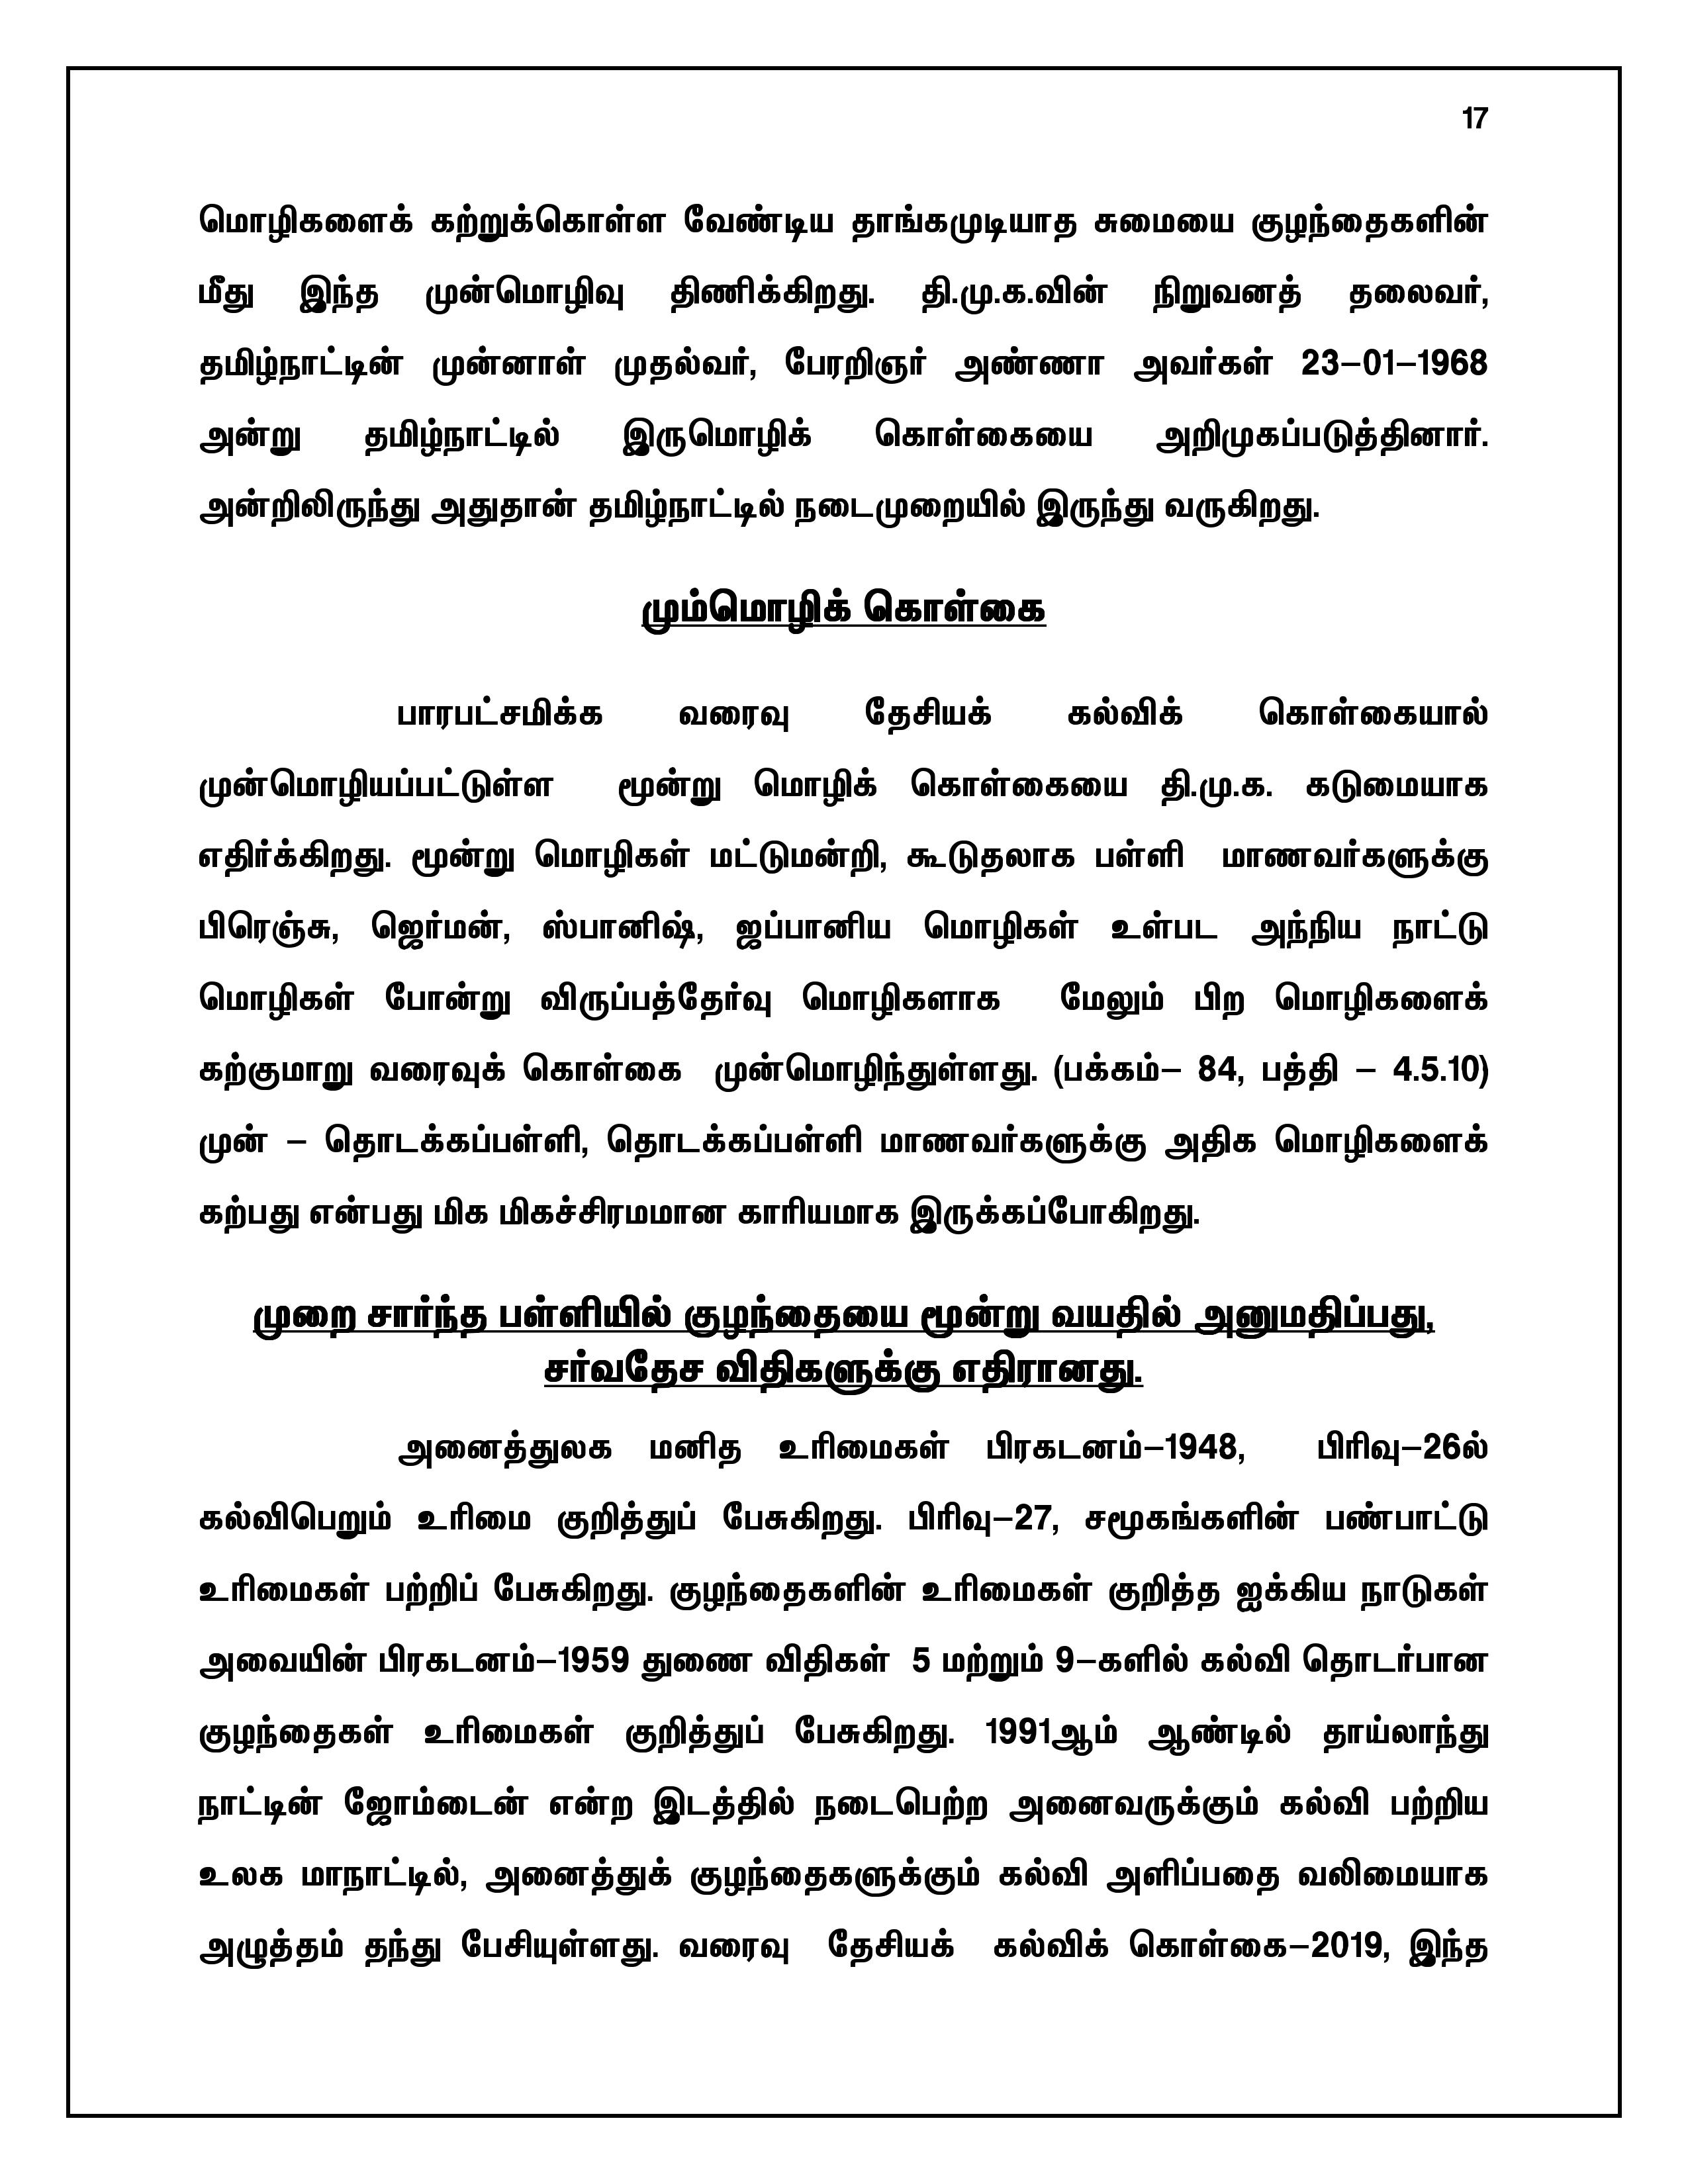 17
மொழிகளைக் கற்றுக்கொள்ள வேண்டிய தாங்கமுடியாத சுமையை குழந்தைகளின்
மீது இந்த முன்மொழிவு திணிக்கிறது. தி.மு.க.வின் நிறுவனத் தலைவர்,
தமிழ்நாட்டின் முன்னாள் முதல்வர், பேரறிஞர் அண்ணா அவர்கள் 23-01-1968
அன்று தமிழ்நாட்டில் இருமொழிக் கொள்கையை அறிமுகப்படுத்தினார்.
அன்றிலிருந்து அதுதான் தமிழ்நாட்டில் நடைமுறையில் இருந்து வருகிறது.
மும்மொழிக் கொள்கை
பாரபட்சமிக்க வரைவு தேசியக் கல்விக் கொள்கையால்
முன்மொழியப்பட்டுள்ள மூன்று மொழிக் கொள்கையை தி.மு.க. கடுமையாக
எதிர்க்கிறது. மூன்று மொழிகள் மட்டுமன்றி, கூடுதலாக பள்ளி மாணவர்களுக்கு
பிரெஞ்சு, ஜெர்மன், ஸ்பானிஷ், ஜப்பானிய மொழிகள் உள்பட அந்நிய நாட்டு
மொழிகள் போன்று விருப்பத்தேர்வு மொழிகளாக மேலும் பிற மொழிகளைக்
கற்குமாறு வரைவுக் கொள்கை முன்மொழிந்துள்ளது. (பக்கம்- 84, பத்தி - 4.5.10)
முன் - தொடக்கப்பள்ளி, தொடக்கப்பள்ளி மாணவர்களுக்கு அதிக மொழிகளைக்
கற்பது என்பது மிக மிகச்சிரமமான காரியமாக இருக்கப்போகிறது.
முறை சார்ந்த பள்ளியில் குழந்தையை மூன்று வயதில் அனுமதிப்பது,
சர்வதேச விதிகளுக்கு எதிரானது.
அனைத்துலக மனித உரிமைகள் பிரகடனம்-1948, பிரிவு-26ல்
கல்விபெறும் உரிமை குறித்துப் பேசுகிறது. பிரிவு-27, சமூகங்களின் பண்பாட்டு
உரிமைகள் பற்றிப் பேசுகிறது. குழந்தைகளின் உரிமைகள் குறித்த ஐக்கிய நாடுகள்
அவையின் பிரகடனம்-1959 துணை விதிகள் 5 மற்றும் 9-களில் கல்வி தொடர்பான
குழந்தைகள் உரிமைகள் குறித்துப் பேசுகிறது. 1991ஆம் ஆண்டில் தாய்லாந்து
நாட்டின் ஜோம்டைன் என்ற இடத்தில் நடைபெற்ற அனைவருக்கும் கல்வி பற்றிய
உலக மாநாட்டில், அனைத்துக் குழந்தைகளுக்கும் கல்வி அளிப்பதை வலிமையாக
அழுத்தம் தந்து பேசியுள்ளது. வரைவு தேசியக் கல்விக் கொள்கை-2019, இந்த